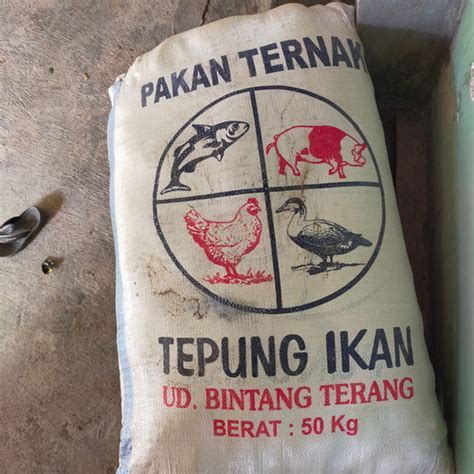 PAKAN TERNAK
TEPUNG IKAN
UD. BINTANG TERANG
BERAT : 50 Kg